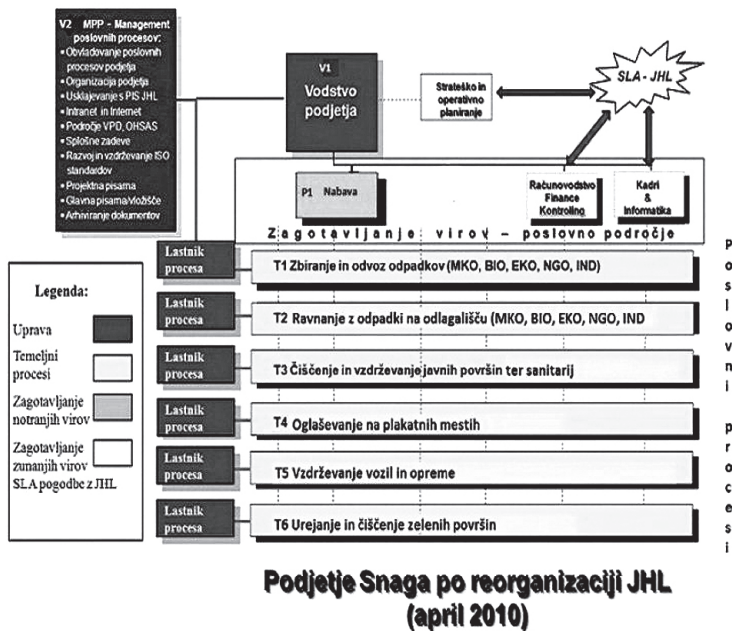 V2 MPP - Management
poslovnih procesov:
• Obvladovanje poslovnih
procesov podjetja
• Organizacija podjetja
• Usklajevanje s PIS JHL
• Intranet in Internet
• Področje VPD, OHSAS
• Splošne zadeve
• Razvoj in vzdrževanje ISO
standardov
• Projektna pisarna
• Glavna pisarna/vložišče
• Arhiviranje dokumentov
V1
Vodstvo
podjetja
Strateško in
operativno
planiranje
SLA - JHL
P1 Nabava
Računovodstvo
Finance
Kontroling
Kadri
&
Informatika
Zagotavljanje virov – poslovno področje
Lastnik
procesa
T1 Zbiranje in odvoz odpadkov (MKO, BIO, EKO, NGO, IND)
Lastnik
procesa
T2 Ravnanje z odpadki na odlagališču (MKO, BIO, EKO, NGO, IND
Lastnik
procesa
T3 Čiščenje in vzdrževanje javnih površin ter sanitarij
Lastnik
procesa
T4 Oglaševanje na plakatnih mestih
Lastnik
procesa
T5 Vzdrževanje vozil in opreme
Lastnik
procesa
T6 Urejanje in čiščenje zelenih površin
Poslovni procesi
Legenda:
Uprava
Temeljni
procesi
Zagotavljanje
notranjih virov
Zagotavljanje
zunanjih virov
SLA pogodbe z JHL
Podjetje Snaga po reorganizaciji JHL
(april 2010)